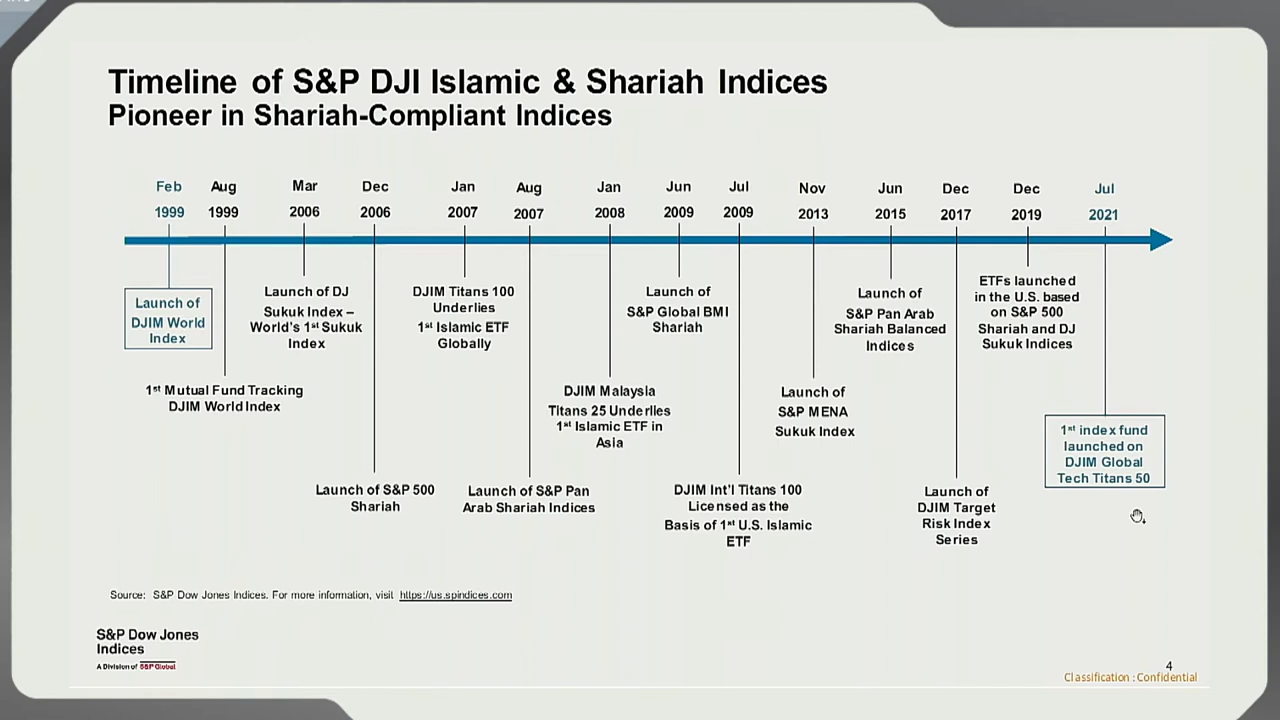 Timeline of S&P DJI Islamic & Shariah Indices
Pioneer in Shariah-Compliant Indices
Feb
1999
Aug
1999
Mar
2006
Dec
2006
Jan
2007
Aug
2007
Jan
2008
Jun
2009
Jul
2009
Nov
2013
Jun
2015
Dec
2017
Dec
2019
Jul
2021
Launch of
DJIM World
Index
1st Mutual Fund Tracking
DJIM World Index
Launch of DJ
Sukuk Index –
World's 1st Sukuk
Index
Launch of S&P 500
Shariah
DJIM Titans 100
Underlies
1st Islamic ETF
Globally
Launch of S&P Pan
Arab Shariah Indices
DJIM Malaysia
Titans 25 Underlies
1st Islamic ETF in
Asia
Launch of
S&P Global BMI
Shariah
DJIM Int'l Titans 100
Licensed as the
Basis of 1st U.S. Islamic
ETF
Launch of
S&P MENA
Sukuk Index
Launch of
S&P Pan Arab
Shariah Balanced
Indices
Launch of
DJIM Target
Risk Index
Series
ETFs launched
in the U.S. based
on S&P 500
Shariah and DJ
Sukuk Indices
1st index fund
launched on
DJIM Global
Tech Titans 50
Source: S&P Dow Jones Indices. For more information, visit https://us.spindices.com
S&P Dow Jones
Indices
A Division of S&P Global
4
Classification : Confidential